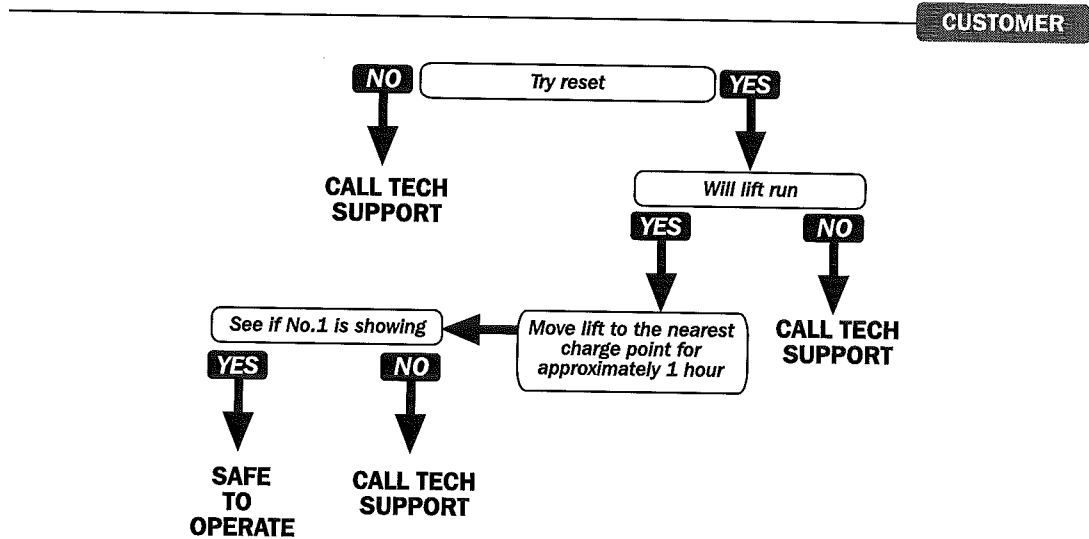 CUSTOMER
NO
Try reset
YES
CALL TECH
SUPPORT
Will lift run
YES
NO
See if No.1 is showing
Move lift to the nearest
charge point for
approximately 1 hour
CALL TECH
SUPPORT
YES
NO
SAFE
TO
OPERATE
CALL TECH
SUPPORT